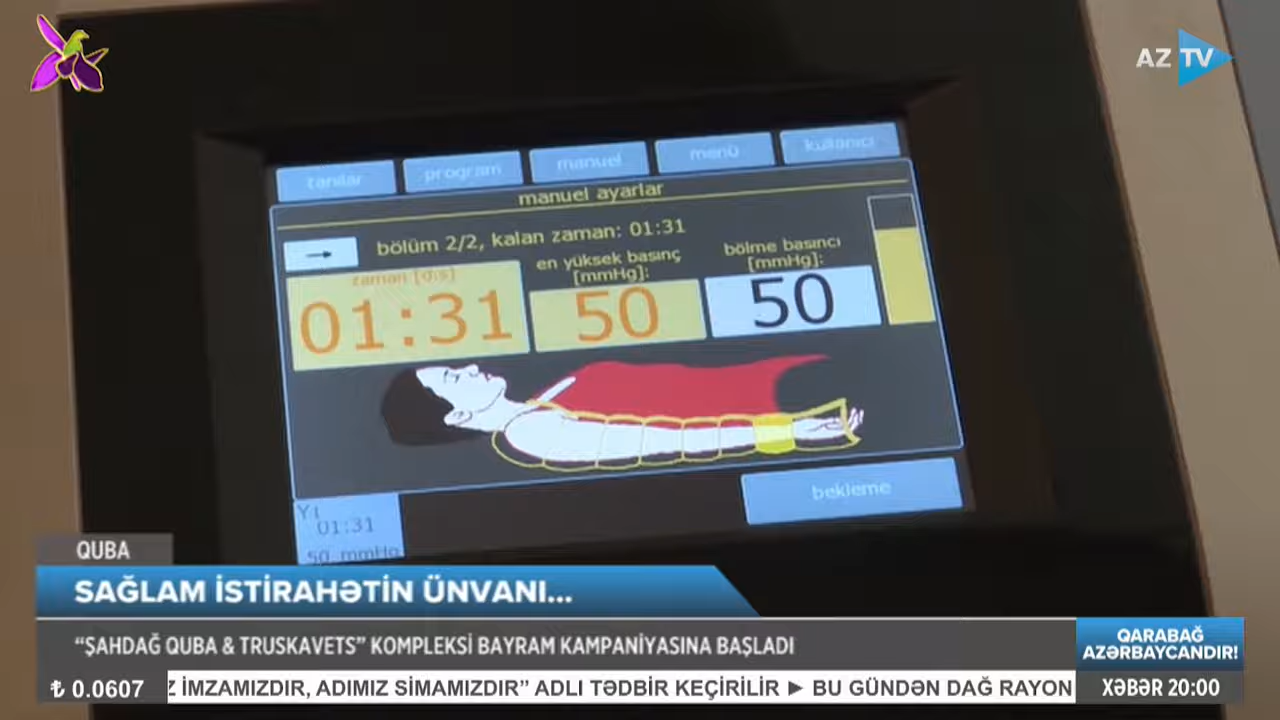 AZ TV
tanılar program manuel menü kullanıcı
manuel ayarlar
bölüm 2/2, kalan zaman: 01:31
zaman [d:s]
en yüksek basınç
[mmHg]:
bölme basıncı
[mmHg]:
01:31
50
50
bekleme
01:31
50 mmHg
QUBA
SAĞLAM İSTİRAHƏTİN ÜNVANI...
“ŞAHDAĞ QUBA & TRUSKAVETS” KOMPLEKSİ BAYRAM KAMPANİYASINA BAŞLADI
QARABAĞ
AZƏRBAYCANDIR!
₺ 0.0607
Z İMZAMIZDIR, ADIMIZ SİMAMIZDIR” ADLI TƏDBİR KEÇİRİLİR ► BU GÜNDƏN DAĞ RAYON
XƏBƏR 20:00